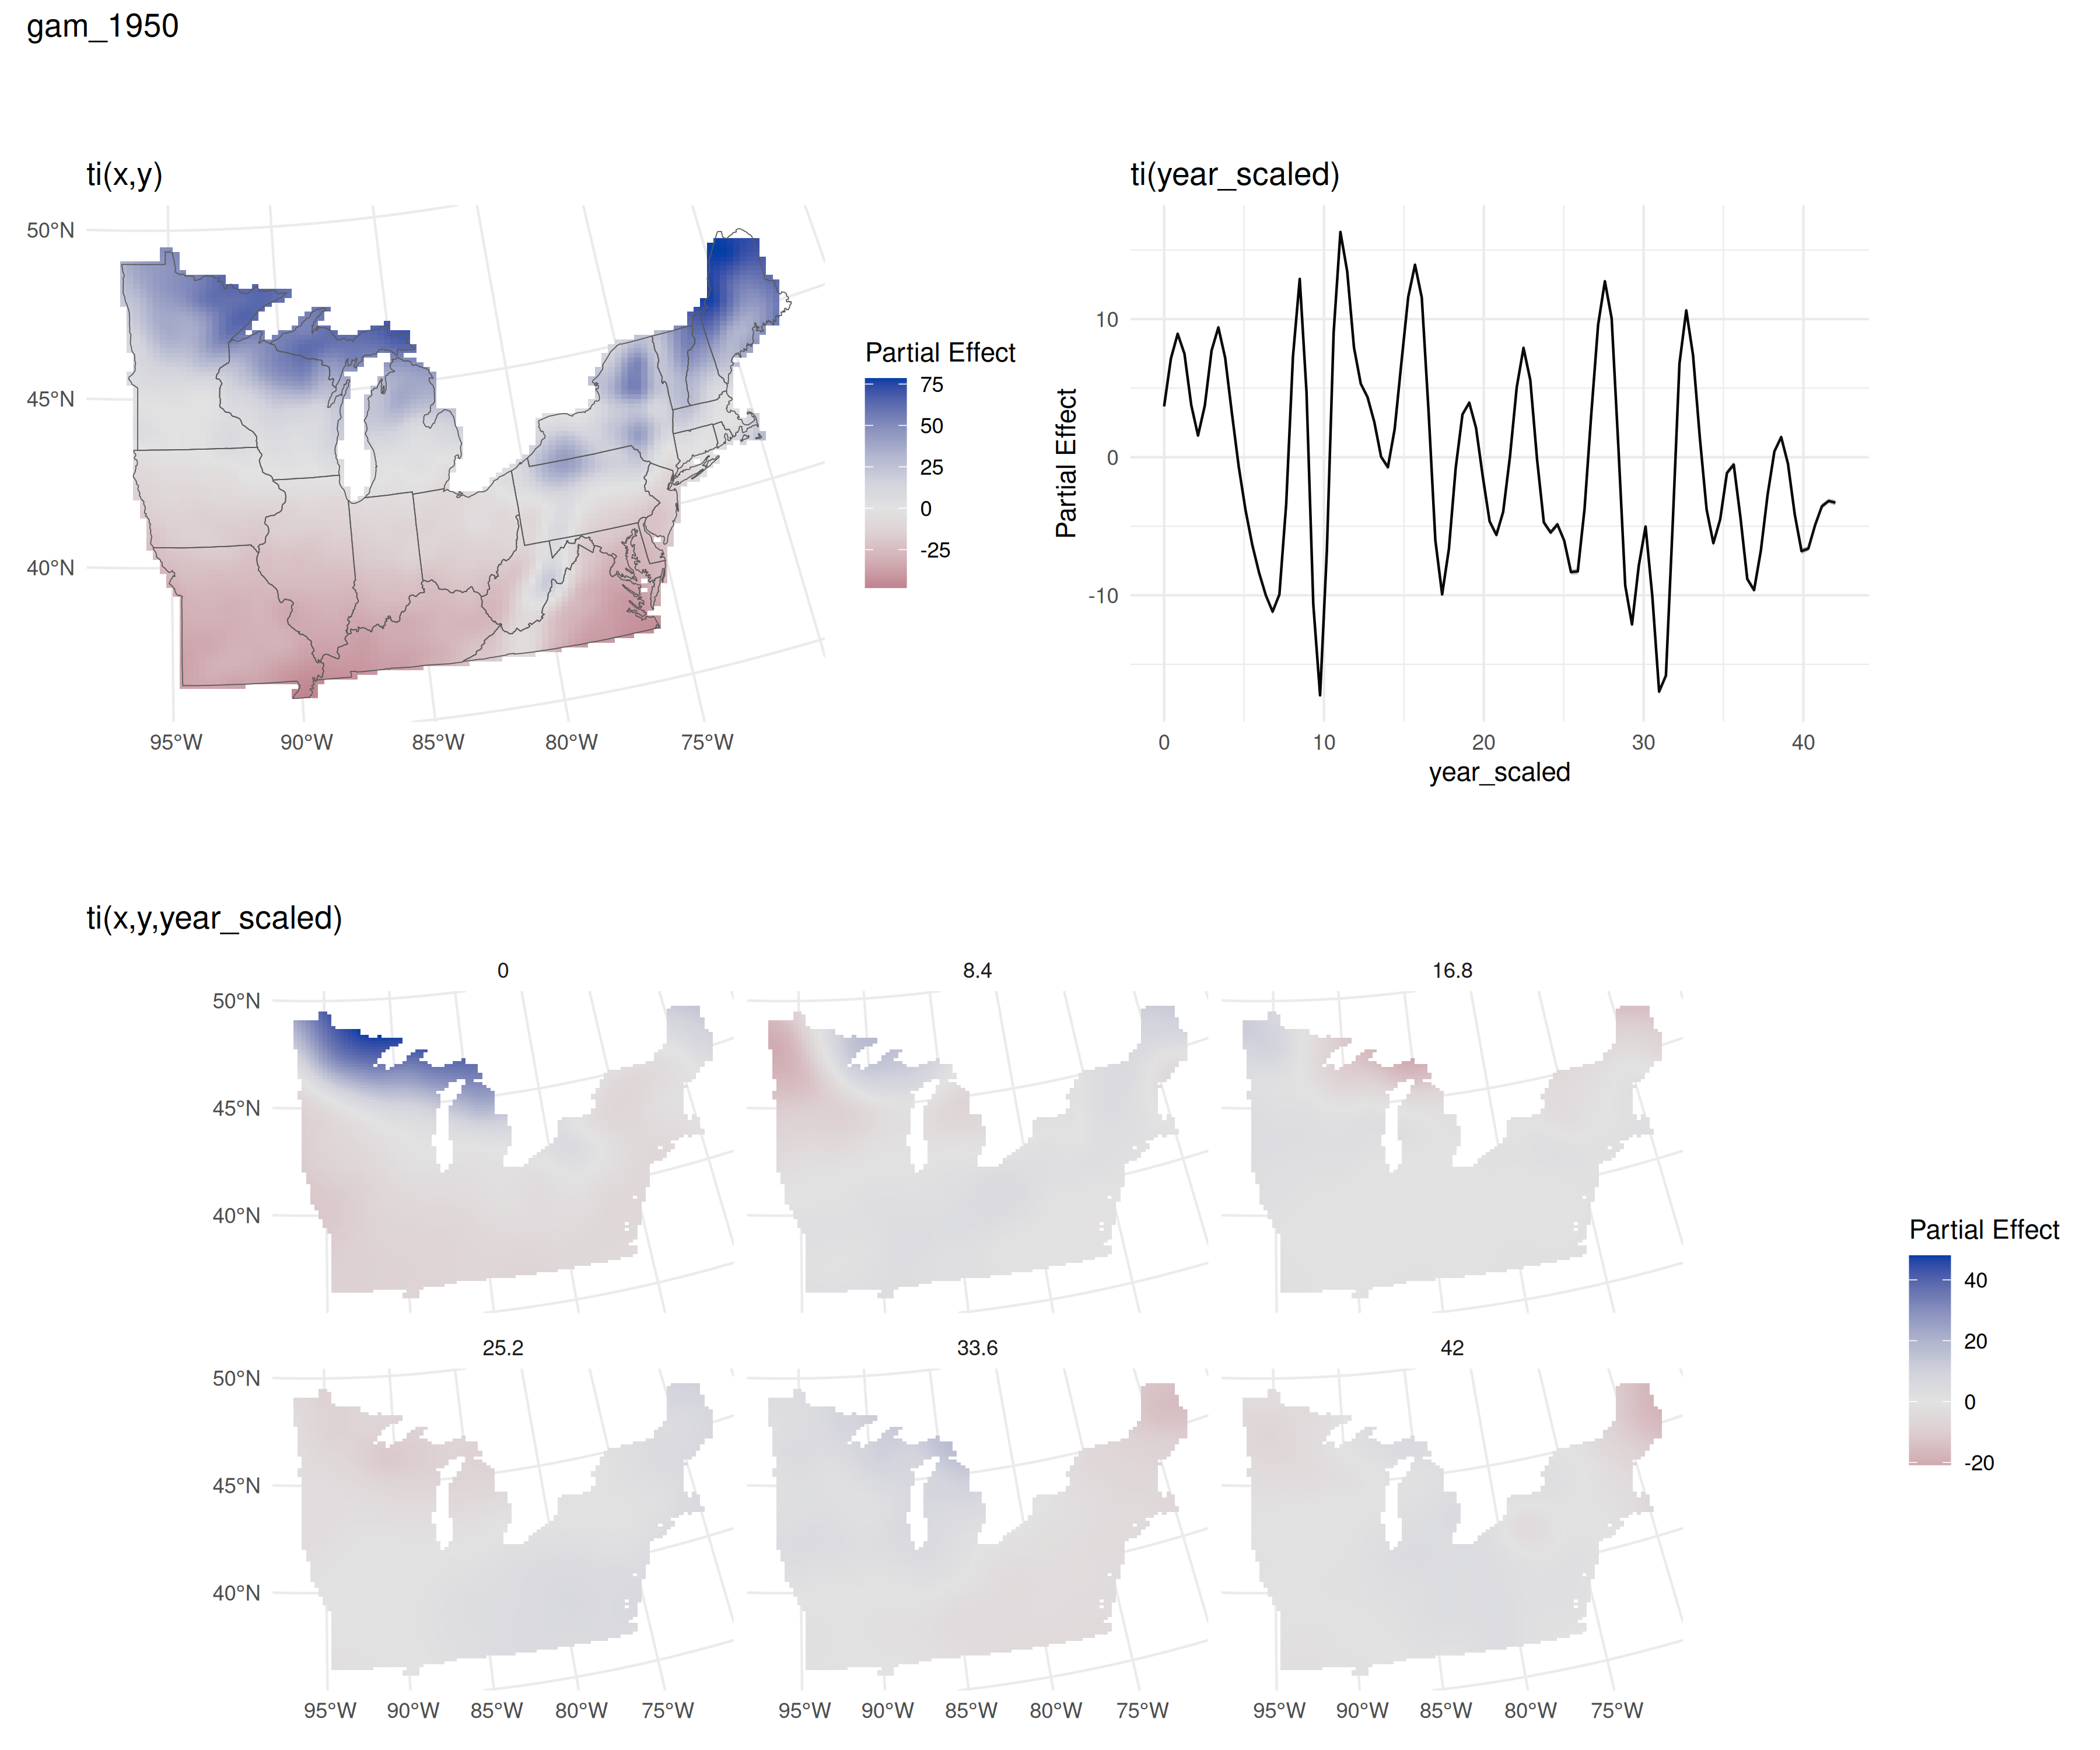 gam_1950
ti(x,y)
50°N
45°N
40°N
95°W 90°W 85°W 80°W 75°W
Partial Effect
75
50
25
0
-25
ti(year_scaled)
Partial Effect
10
0
-10
0 10 20 30 40
year_scaled
ti(x,y,year_scaled)
0 8.4 16.8
50°N
45°N
40°N
25.2 33.6 42
50°N
45°N
40°N
95°W 90°W 85°W 80°W 75°W 95°W 90°W 85°W 80°W 75°W 95°W 90°W 85°W 80°W 75°W
Partial Effect
40
20
0
-20